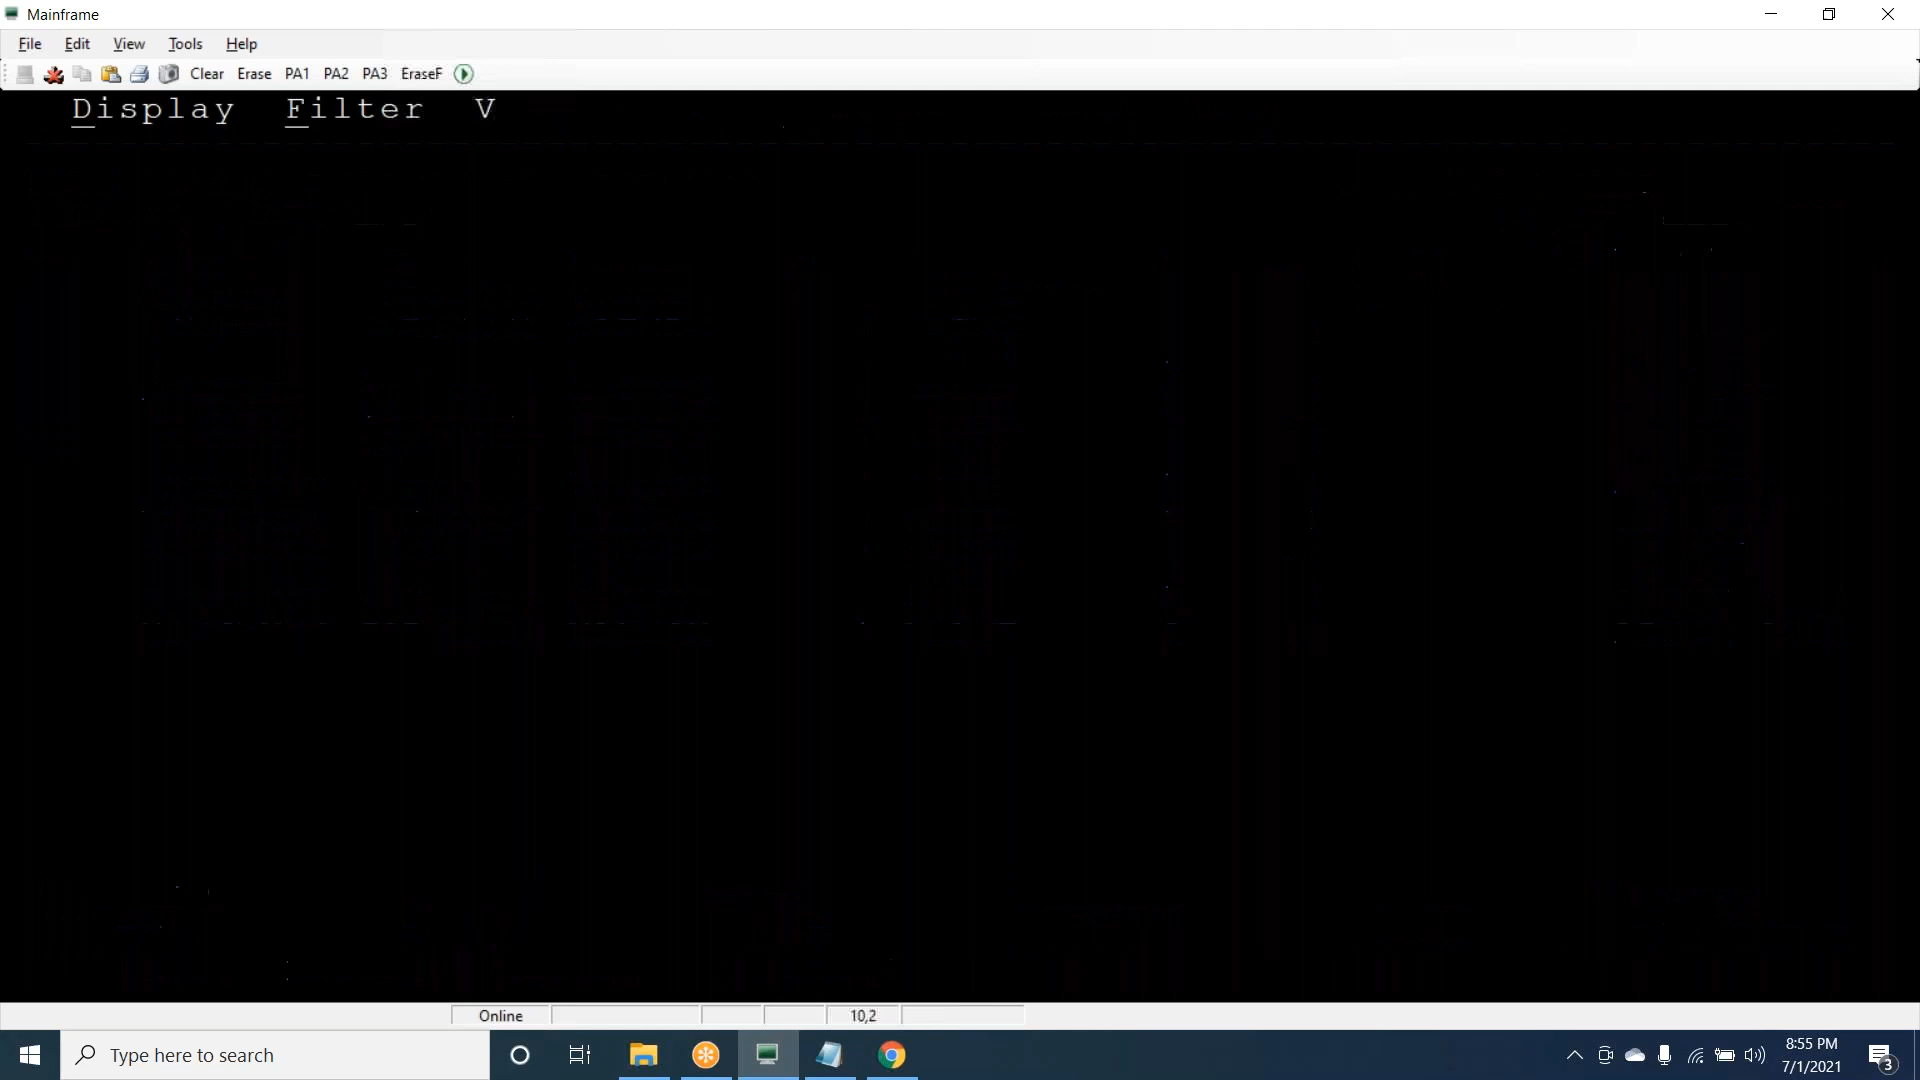 Mainframe
File Edit View Tools Help
Clear Erase PA1 PA2 PA3 EraseF
Display Filter V
Online 10,2
Type here to search
8:55 PM
7/1/2021
3